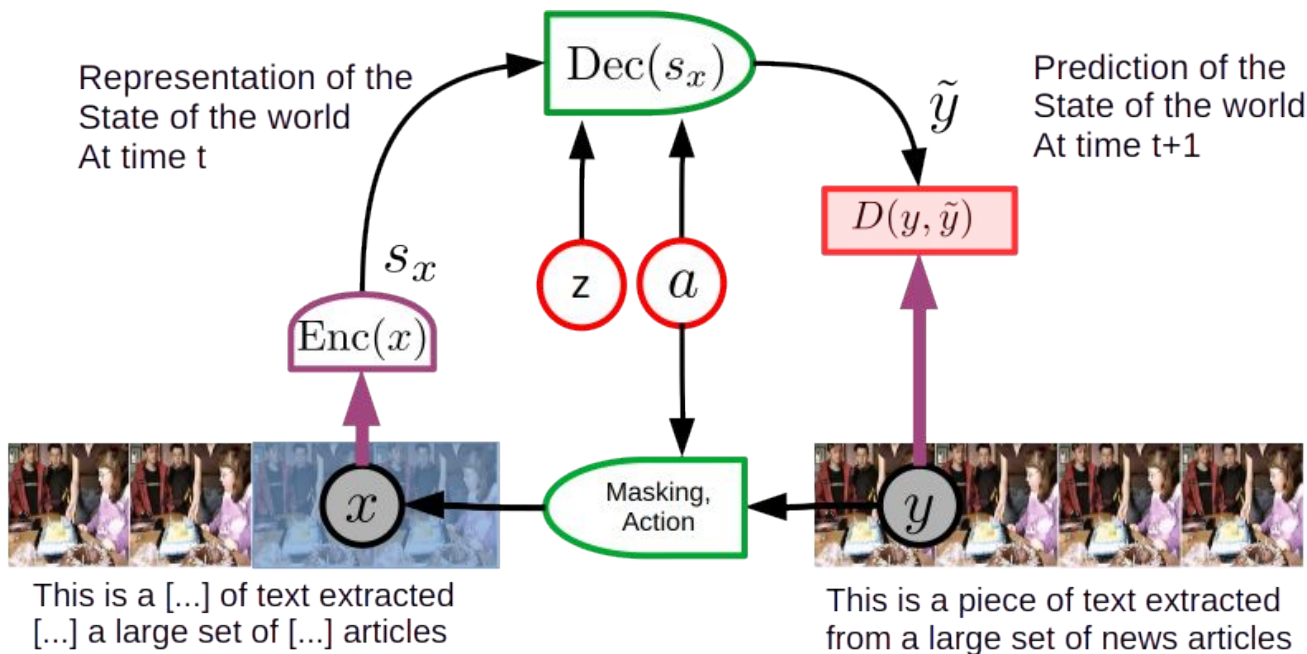 Representation of the
State of the world
At time t
Dec(sₓ)
ỹ
Prediction of the
State of the world
At time t+1
D(y, ỹ)
sₓ
z
a
Enc(x)
x
Masking,
Action
y
This is a [...] of text extracted
[...] a large set of [...] articles
This is a piece of text extracted
from a large set of news articles